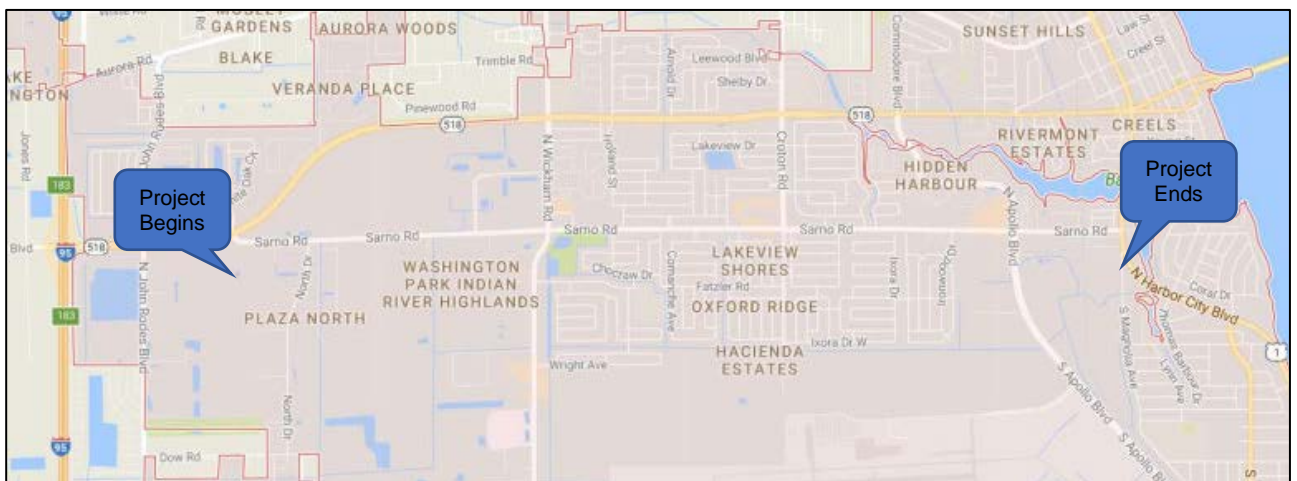 95
MOSLEY
GARDENS
AURORA WOODS
BLAKE
VERANDA PLACE
Aurora Rd
Trimble Rd
Pinewood Rd
518
John Rodes Blvd
Jones Rd
Arnold Dr
Leewood Blvd
Shelby Dr
Commodore Blvd
SUNSET HILLS
Law St
Creel St
518
CREELS
RIVERMONT
ESTATES
Lakeview Dr
Holland St
Croton Rd
N Wickham Rd
HIDDEN
HARBOUR
183
Project
Begins
Project
Ends
Blvd
518
95
Sarno Rd
Sarno Rd
Sarno Rd
Sarno Rd
Sarno Rd
N John Rodes Blvd
North Dr
WASHINGTON
PARK INDIAN
RIVER HIGHLANDS
Choctaw Dr
Comanche Ave
LAKEVIEW
SHORES
Fatzler Rd
OXFORD RIDGE
Ixora Dr
N Apollo Blvd
N Harbor City Blvd
Coral Dr
183
PLAZA NORTH
Ixora Dr W
HACIENDA
ESTATES
Wright Ave
S Magnolia Ave
Thomas Barbour Dr
Lynn Ave
1
S Apollo Blvd
S Apollo Bl
North Dr
95
Dow Rd
S